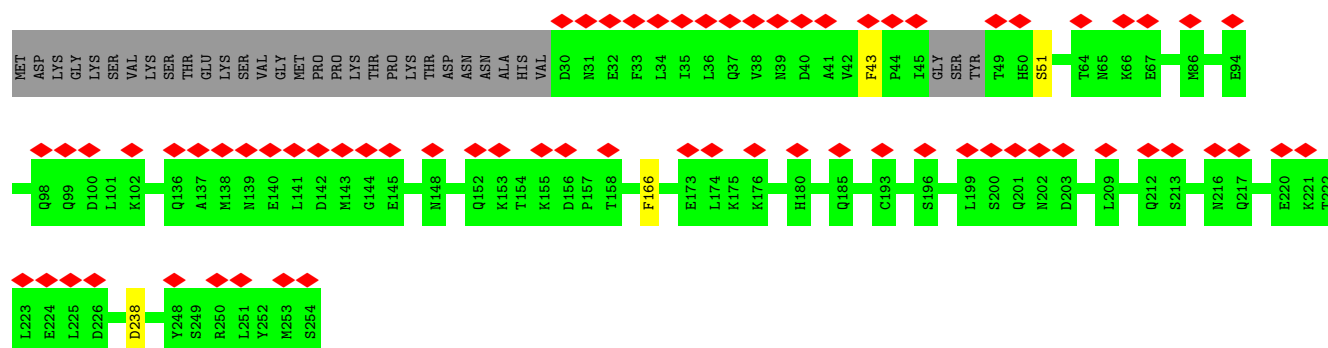 MET ASP LYS GLY LYS SER VAL LYS SER THR GLU LYS SER VAL GLY MET PRO PRO LYS THR PRO LYS THR ASP ASN ASN ALA HIS VAL D30 N31 E32 F33 L34 I35 L36 Q37 V38 N39 D40 A41 V42 F43 P44 I45 GLY SER TYR T49 H50 S51 T64 N65 K66 E67 M86 E94
Q98 Q99 D100 L101 K102 Q136 A137 M138 N139 E140 L141 D142 M143 G144 E145 N148 Q152 K153 T154 K155 D156 P157 T158 F166 E173 L174 K175 K176 H180 Q185 C193 S196 L199 S200 Q201 N202 D203 L209 Q212 S213 N216 Q217 E220 K221 T222
L223 E224 L225 D226 D238 Y248 S249 R250 L251 Y252 M253 S254